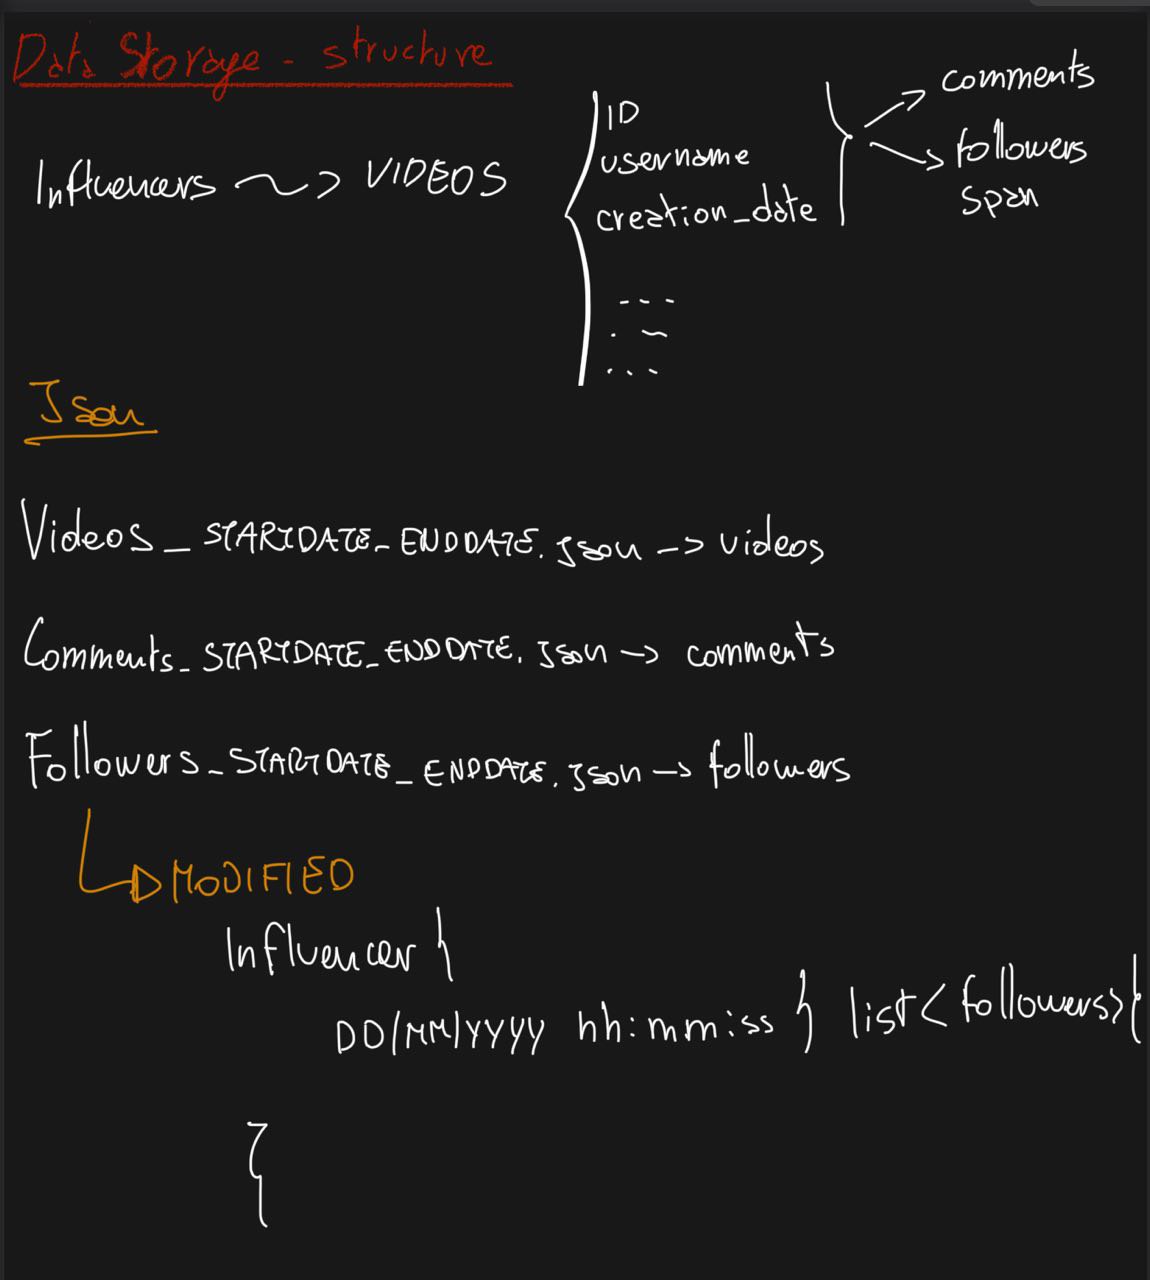 Data Storage - structure
Influencers ~> VIDEOS
ID
username
creation_date
comments
followers
span
Json
Videos_STARTDATE_ENDDATE.Json -> videos
Comments_STARTDATE_ENDDATE.Json -> comments
Followers_STARTDATE_ENDDATE.Json -> followers
MODIFIED
Influencer {
DD/MM/YYYY hh:mm:ss } list<followers>{
}